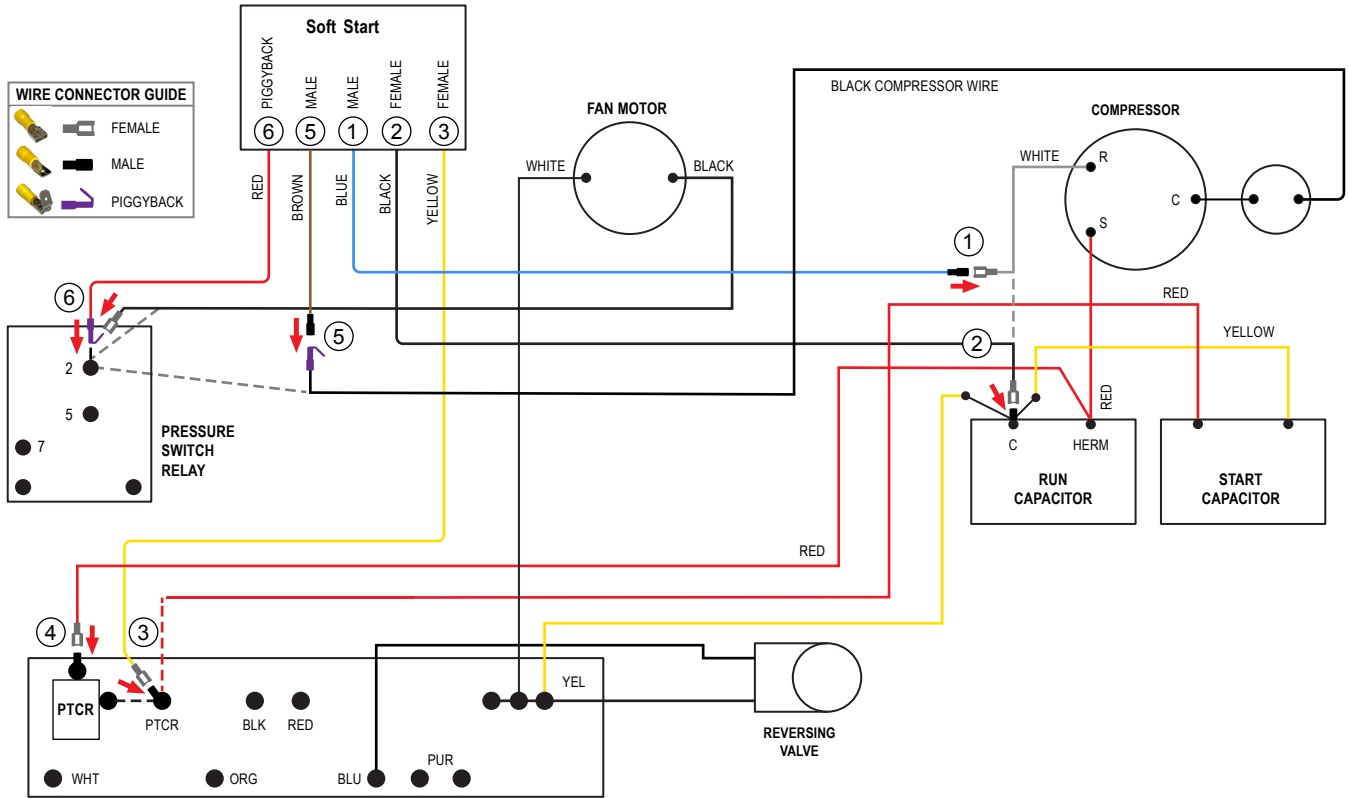 Soft Start
PIGGYBACK
MALE
MALE
FEMALE
FEMALE
6
5
1
2
3
RED
BROWN
BLUE
BLACK
YELLOW
WIRE CONNECTOR GUIDE
FEMALE
MALE
PIGGYBACK
FAN MOTOR
WHITE
BLACK
BLACK COMPRESSOR WIRE
COMPRESSOR
WHITE
R
C
S
1
RED
YELLOW
6
5
2
2
5
7
PRESSURE
SWITCH
RELAY
RED
C
HERM
RUN
CAPACITOR
START
CAPACITOR
RED
4
3
PTCR
PTCR
BLK
RED
YEL
WHT
ORG
BLU
PUR
REVERSING
VALVE